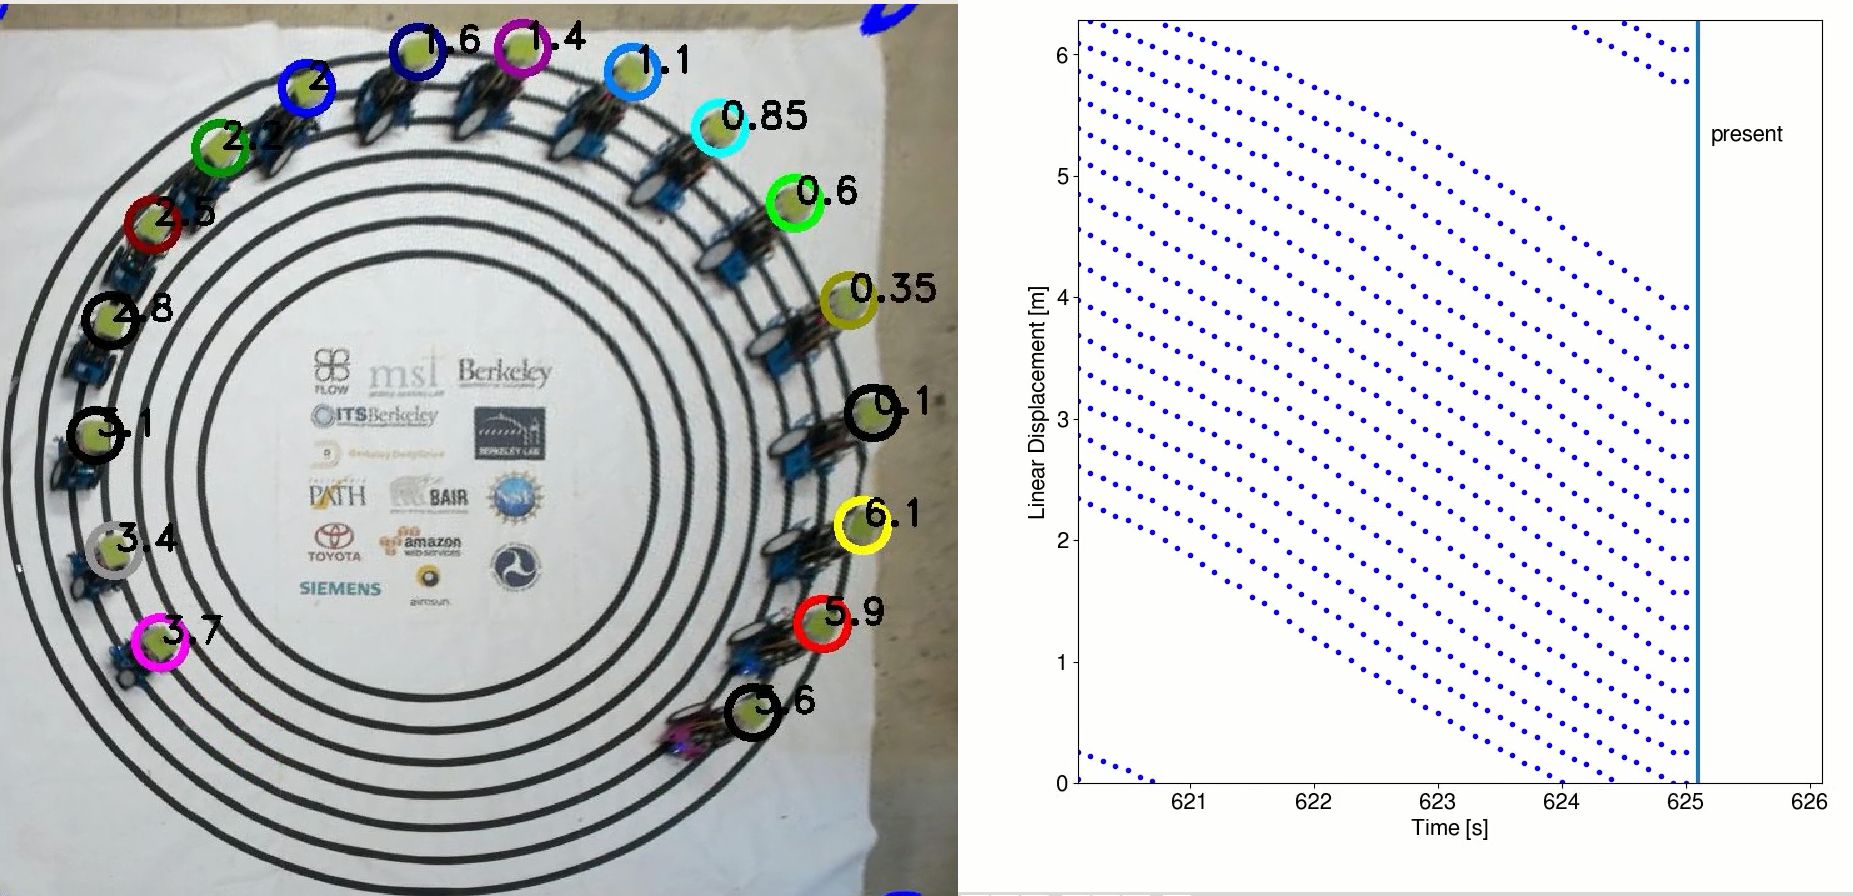 1.6
1.4
1.1
2
0.85
2.2
0.6
2.5
0.35
2.8
0.1
3.1
6.1
3.4
5.9
3.7
5.6
FLOW
msl
Berkeley
ITSBerkeley
BERKELEY LAB
Berkeley DeepDrive
PATH
BAIR
NSF
TOYOTA
amazon
web services
SIEMENS
aimsun.
6
5
4
3
2
1
0
Linear Displacement [m]
present
621 622 623 624 625 626
Time [s]